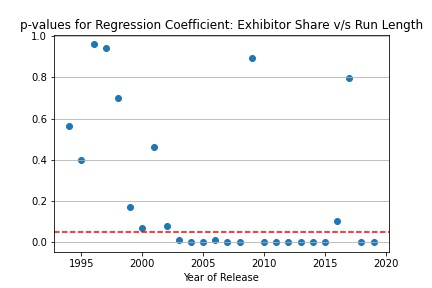 p-values for Regression Coefficient: Exhibitor Share v/s Run Length
1.0
0.8
0.6
0.4
0.2
0.0
1995 2000 2005 2010 2015 2020
Year of Release